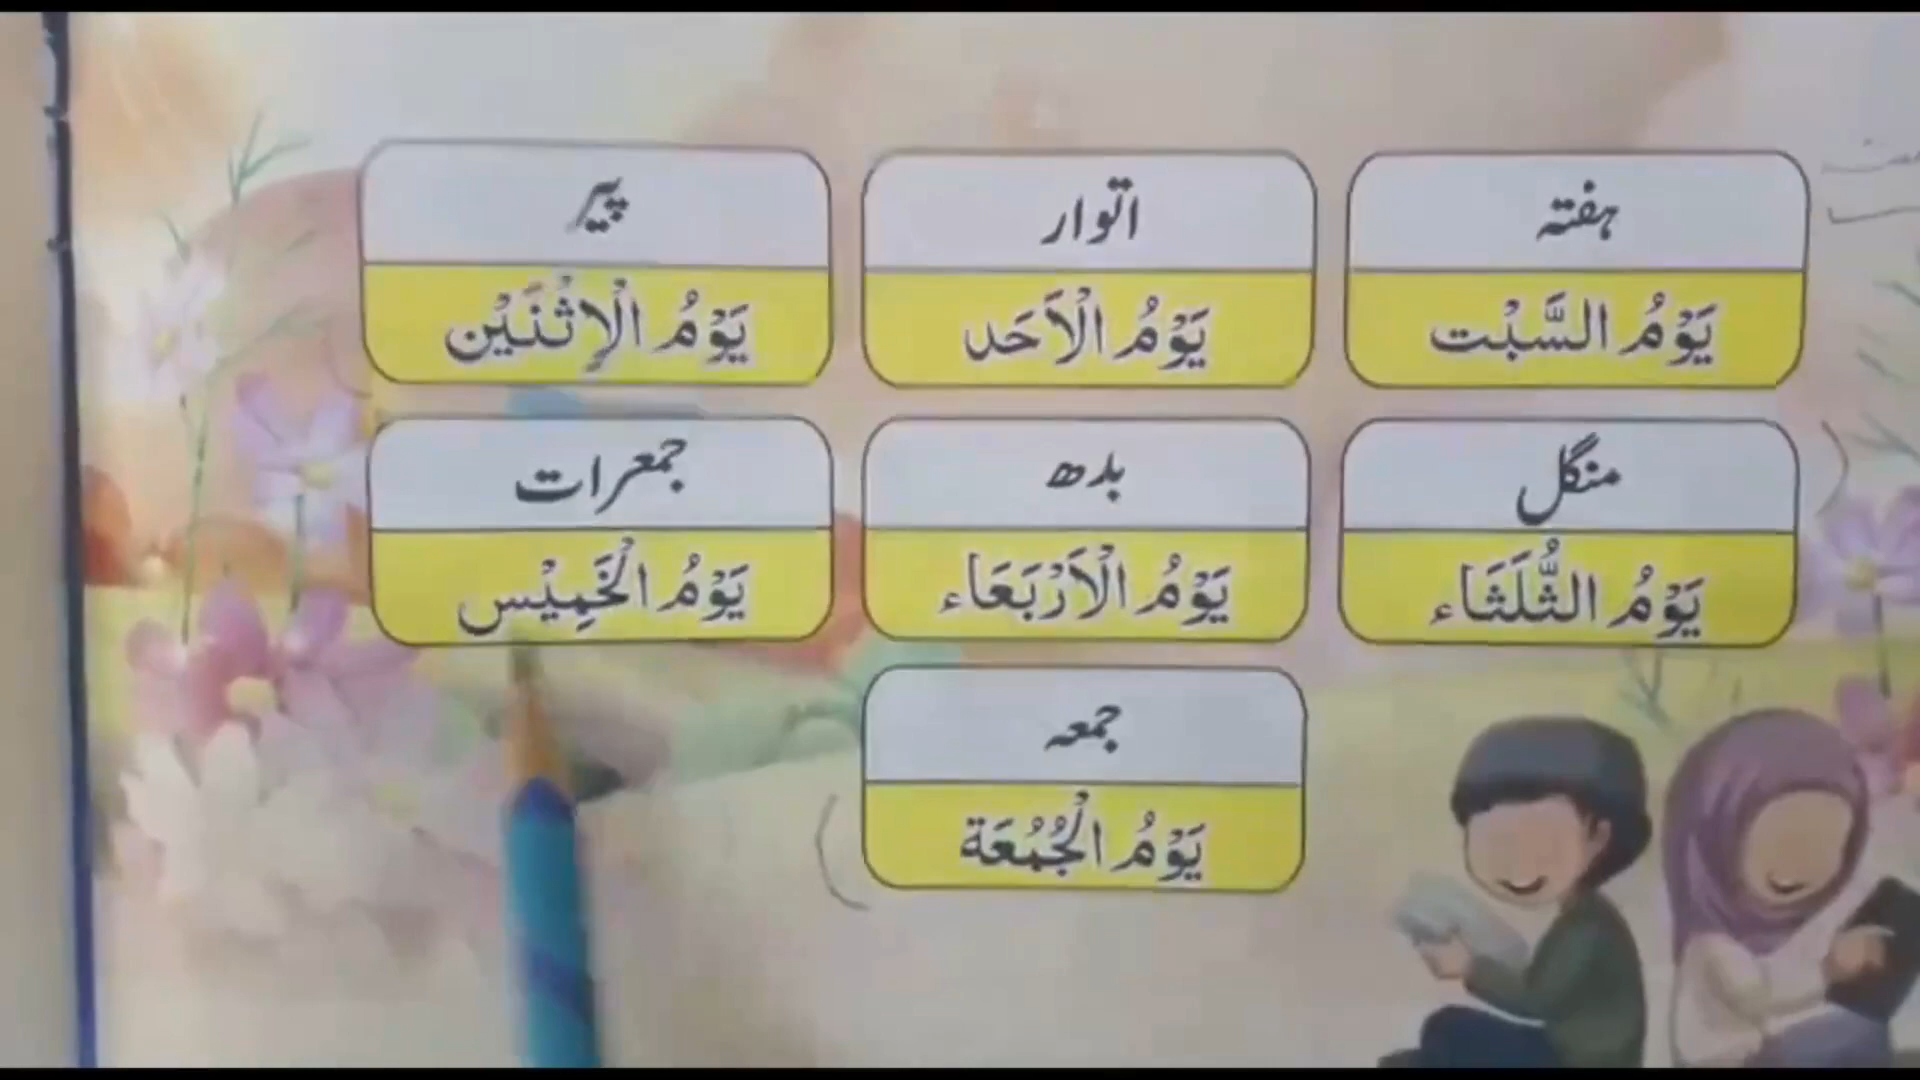 ہفتہ
يَوْمُ السَّبْت
اتوار
يَوْمُ الْاَحَد
پیر
يَوْمُ الْاِثْنَيْن
منگل
يَوْمُ الثُّلَثَاء
بدھ
يَوْمُ الْاَرْبَعَاء
جمعرات
يَوْمُ الْخَمِيْس
جمعہ
يَوْمُ الْجُمُعَة